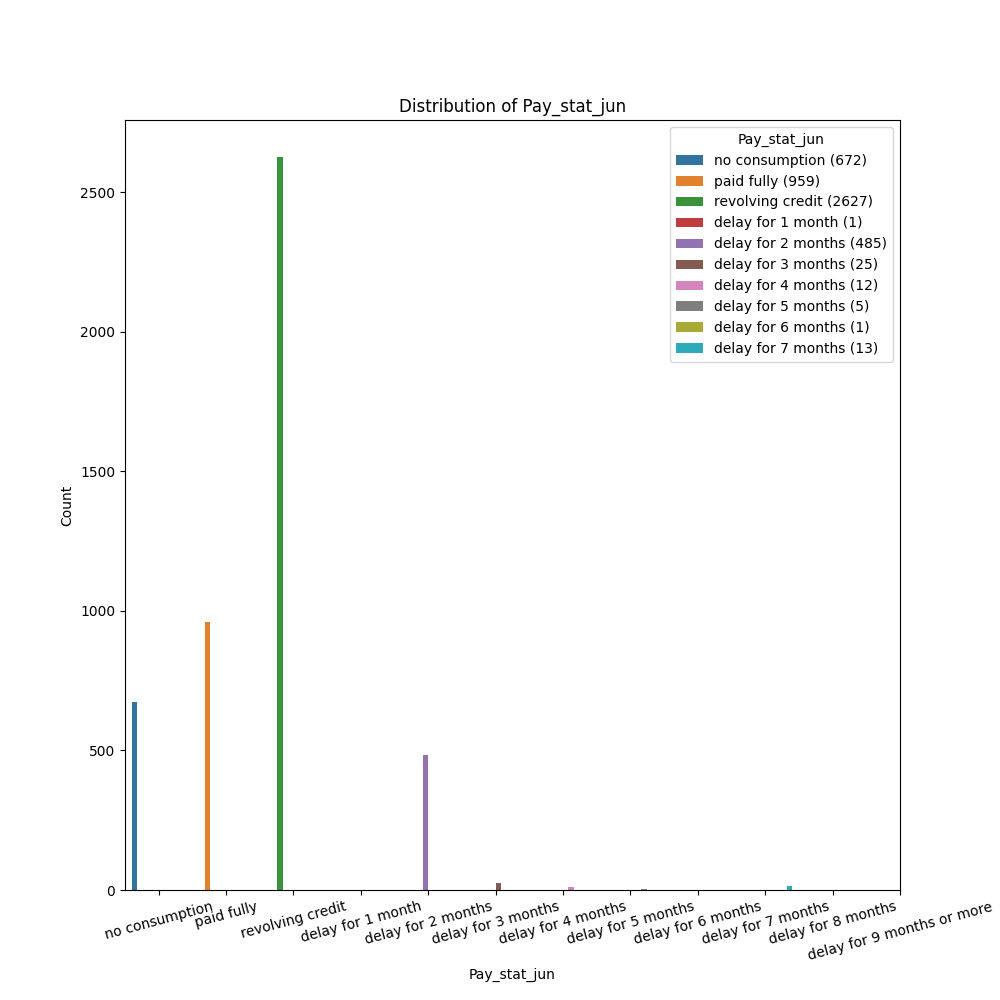 Distribution of Pay_stat_jun
Pay_stat_jun
no consumption (672)
paid fully (959)
revolving credit (2627)
delay for 1 month (1)
delay for 2 months (485)
delay for 3 months (25)
delay for 4 months (12)
delay for 5 months (5)
delay for 6 months (1)
delay for 7 months (13)
2500
2000
1500
1000
500
0
Count
no consumption
paid fully
revolving credit
delay for 1 month
delay for 2 months
delay for 3 months
delay for 4 months
delay for 5 months
delay for 6 months
delay for 7 months
delay for 8 months
delay for 9 months or more
Pay_stat_jun